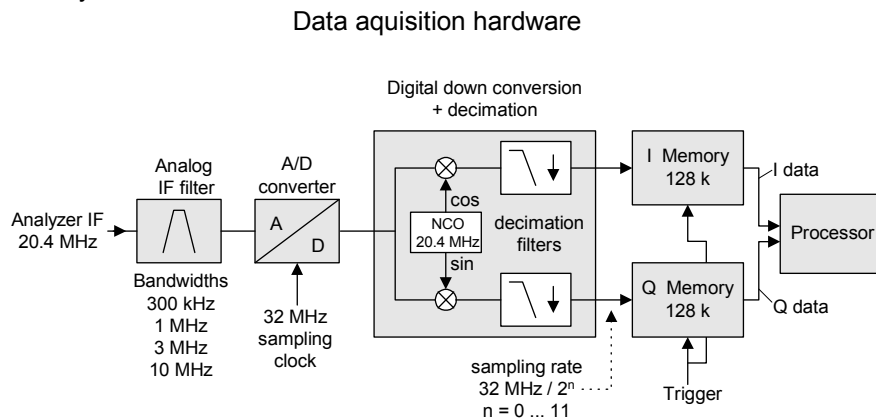 Data aquisition hardware
Digital down conversion
+ decimation
Analog
IF filter
A/D
converter
I Memory
128 k
I data
Analyzer IF
20.4 MHz
A
D
cos
NCO
20.4 MHz
sin
decimation
filters
Processor
Bandwidths
300 kHz
1 MHz
3 MHz
10 MHz
32 MHz
sampling
clock
Q Memory
128 k
Q data
sampling rate
32 MHz / 2ⁿ
n = 0 ... 11
Trigger